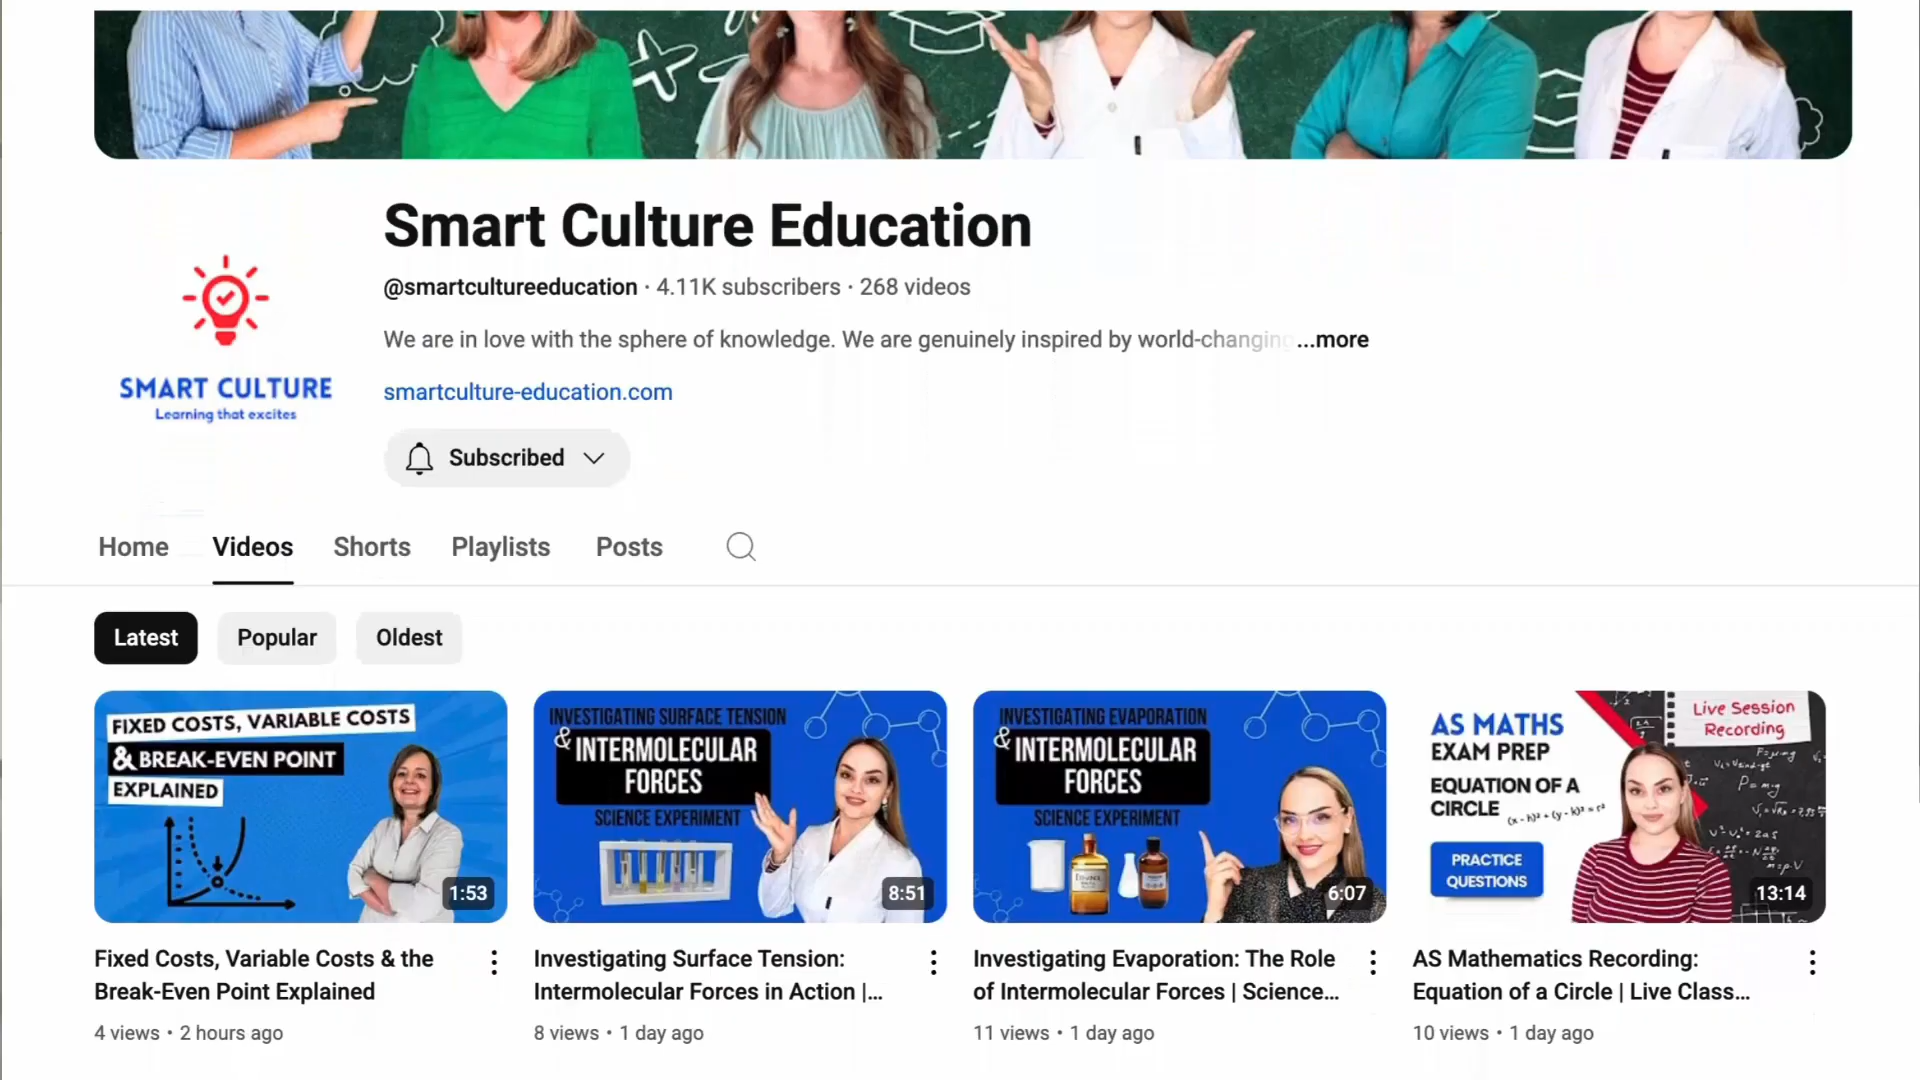 Smart Culture Education
@smartcultureeducation · 4.11K subscribers · 268 videos
We are in love with the sphere of knowledge. We are genuinely inspired by world-changing ...more
smartculture-education.com
SMART CULTURE
Learning that excites
Subscribed
Home Videos Shorts Playlists Posts
Latest Popular Oldest
FIXED COSTS, VARIABLE COSTS
& BREAK-EVEN POINT
EXPLAINED
1:53
Fixed Costs, Variable Costs & the
Break-Even Point Explained
4 views • 2 hours ago
INVESTIGATING SURFACE TENSION
& INTERMOLECULAR
FORCES
SCIENCE EXPERIMENT
8:51
Investigating Surface Tension:
Intermolecular Forces in Action |...
8 views • 1 day ago
INVESTIGATING EVAPORATION
& INTERMOLECULAR
FORCES
SCIENCE EXPERIMENT
6:07
Investigating Evaporation: The Role
of Intermolecular Forces | Science...
11 views • 1 day ago
AS MATHS
EXAM PREP
EQUATION OF A
CIRCLE
PRACTICE
QUESTIONS
Live Session
Recording
13:14
AS Mathematics Recording:
Equation of a Circle | Live Class...
10 views • 1 day ago